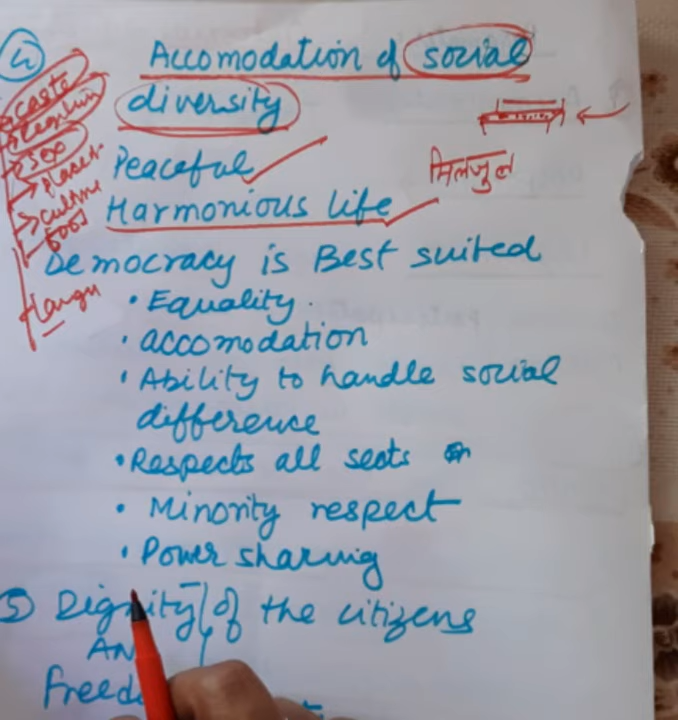 4
Accomodation of social
diversity
caste
religion
sex
place
culture
food
langu
Peaceful
मिलजुल
Harmonious life
Democracy is Best suited
• Equality.
• accomodation
• Ability to handle social
difference
• Respects all sects
• Minority respect
• Power sharing
5) Dignity of the citizens
AN
Freed